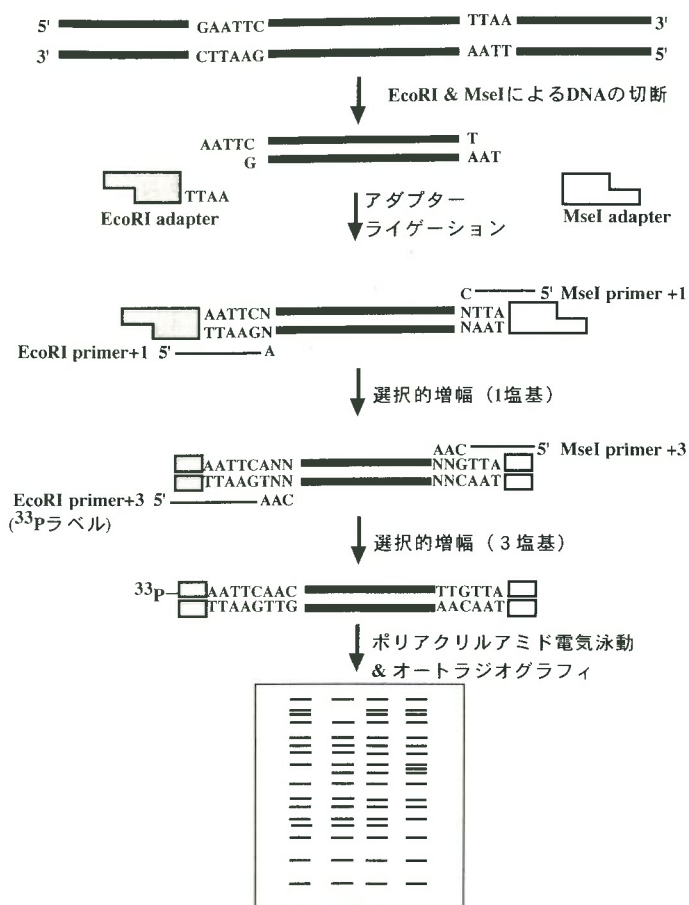 5' GAATTC TTAA 3'
3' CTTAAG AATT 5'
EcoRI & MseIによるDNAの切断
AATTC T
G AAT
TTAA
EcoRI adapter
アダプター
ライゲーション
MseI adapter
C 5' MseI primer +1
AATTCN NTTA
TTAAGN NAAT
EcoRI primer+1 5' A
選択的増幅（1塩基）
AAC 5' MseI primer +3
AATTCANN NNGTTA
TTAAGTNN NNCAAT
EcoRI primer+3 5' AAC
(33Pラベル)
選択的増幅（３塩基）
33P AATTCAAC TTGTTA
TTAAGTTG AACAAT
ポリアクリルアミド電気泳動
& オートラジオグラフィ